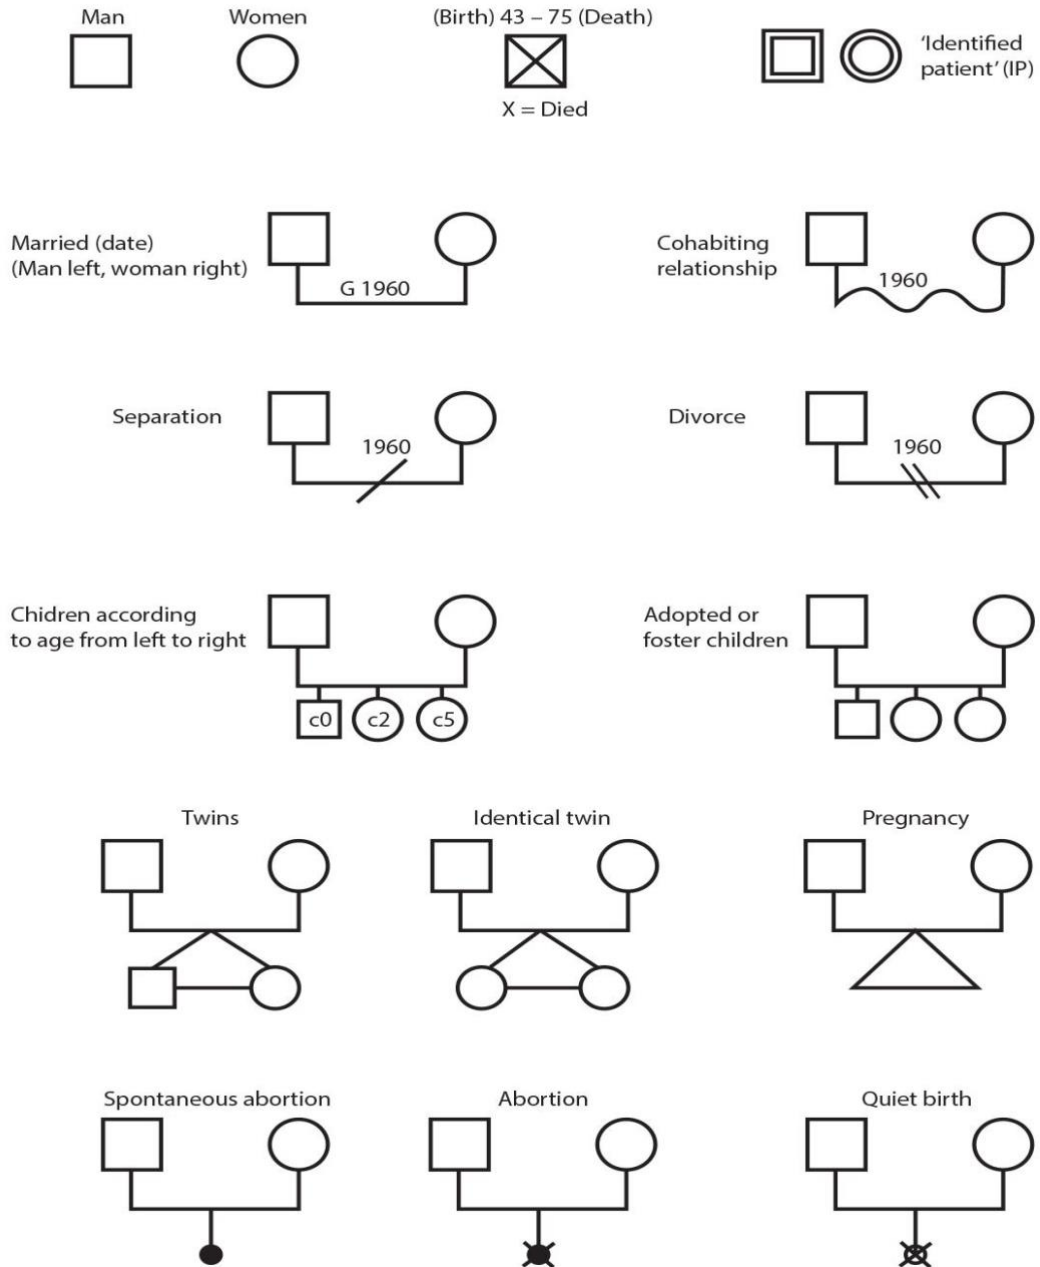 Man
Women
(Birth) 43 – 75 (Death)
X = Died
'Identified
patient' (IP)
Married (date)
(Man left, woman right)
G 1960
Cohabiting
relationship
1960
Separation
1960
Divorce
1960
Chidren according
to age from left to right
c0
c2
c5
Adopted or
foster children
Twins
Identical twin
Pregnancy
Spontaneous abortion
Abortion
Quiet birth